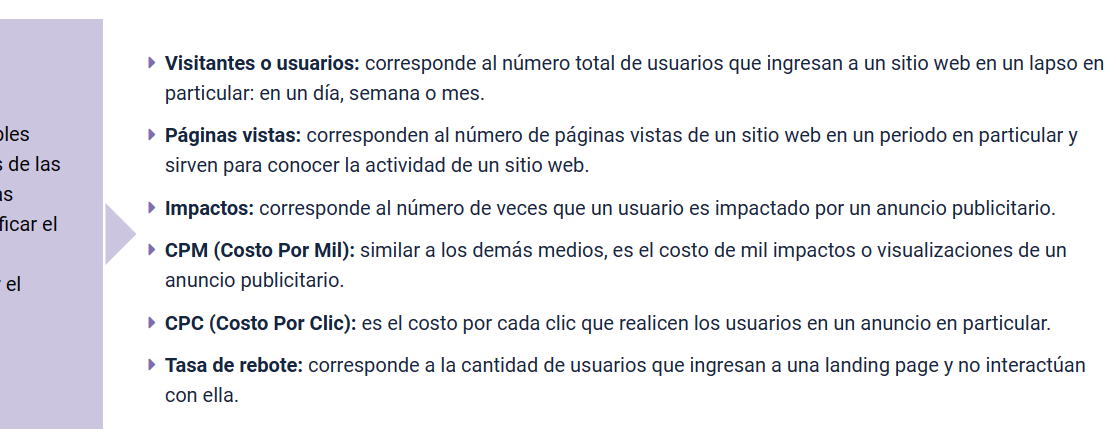 Visitantes o usuarios: corresponde al número total de usuarios que ingresan a un sitio web en un lapso en
particular: en un día, semana o mes.
Páginas vistas: corresponden al número de páginas vistas de un sitio web en un periodo en particular y
sirven para conocer la actividad de un sitio web.
Impactos: corresponde al número de veces que un usuario es impactado por un anuncio publicitario.
CPM (Costo Por Mil): similar a los demás medios, es el costo de mil impactos o visualizaciones de un
anuncio publicitario.
CPC (Costo Por Clic): es el costo por cada clic que realicen los usuarios en un anuncio en particular.
Tasa de rebote: corresponde a la cantidad de usuarios que ingresan a una landing page y no interactúan
con ella.
de las
el
el